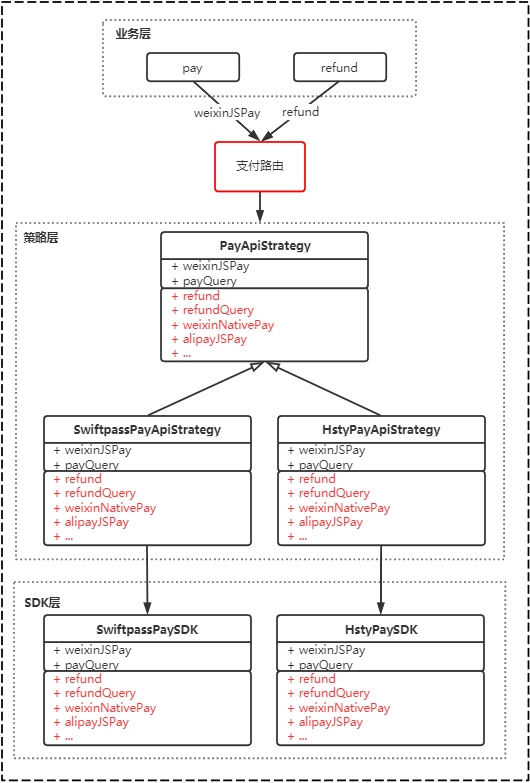 业务层
pay
refund
weixinJSPay
refund
支付路由
策略层
PayApiStrategy
+ weixinJSPay
+ payQuery
+ refund
+ refundQuery
+ weixinNativePay
+ alipayJSPay
+ ...
SwiftpassPayApiStrategy
+ weixinJSPay
+ payQuery
+ refund
+ refundQuery
+ weixinNativePay
+ alipayJSPay
+ ...
HstyPayApiStrategy
+ weixinJSPay
+ payQuery
+ refund
+ refundQuery
+ weixinNativePay
+ alipayJSPay
+ ...
SDK层
SwiftpassPaySDK
+ weixinJSPay
+ payQuery
+ refund
+ refundQuery
+ weixinNativePay
+ alipayJSPay
+ ...
HstyPaySDK
+ weixinJSPay
+ payQuery
+ refund
+ refundQuery
+ weixinNativePay
+ alipayJSPay
+ ...